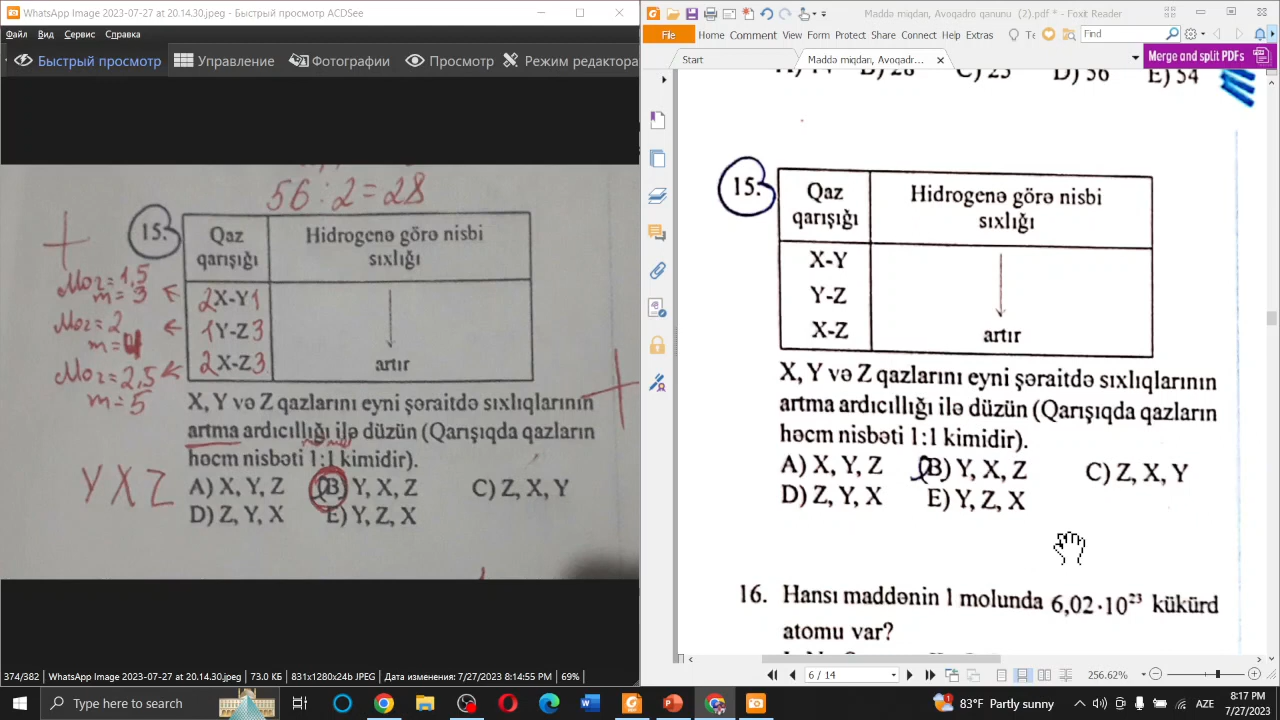 WhatsApp Image 2023-07-27 at 20.14.30.jpeg - Быстрый просмотр ACDSee
Файл Вид Сервис Справка
Быстрый просмотр Управление Фотографии Просмотр Режим редактора
56 : 2 = 28
15.
Qaz qarışığı
Hidrogenə görə nisbi sıxlığı
Mor = 1,5
m = 3
2X-Y1
Mor = 2
m = 4
1Y-Z3
Mor = 2,5
m = 5
2X-Z3
artır
X, Y və Z qazlarını eyni şəraitdə sıxlıqlarının
artma ardıcıllığı ilə düzün (Qarışıqda qazların
həcm nisbəti 1:1 kimidir).
Y X Z
A) X, Y, Z B) Y, X, Z C) Z, X, Y
D) Z, Y, X E) Y, Z, X
374/382 WhatsApp Image 2023-07-27 at 20.14.30.jpeg Дата изменения: 7/27/2023 8:14:55 PM 69%
Maddə miqdarı, Avoqadro qanunu (2).pdf * - Foxit Reader
File Home Comment View Form Protect Share Connect Help Extras Find
Start Maddə miqdarı, Avoqadr... Merge and split PDFs
B) 28 D) 56 E) 54
15.
Qaz qarışığı
Hidrogenə görə nisbi sıxlığı
X-Y
Y-Z
X-Z
artır
X, Y və Z qazlarını eyni şəraitdə sıxlıqlarının
artma ardıcıllığı ilə düzün (Qarışıqda qazların
həcm nisbəti 1:1 kimidir).
A) X, Y, Z B) Y, X, Z C) Z, X, Y
D) Z, Y, X E) Y, Z, X
16. Hansı maddənin 1 molunda 6,02·10²³ kükürd
atomu var?
6 / 14 256.62%
Type here to search
83°F Partly sunny AZE
8:17 PM
7/27/2023